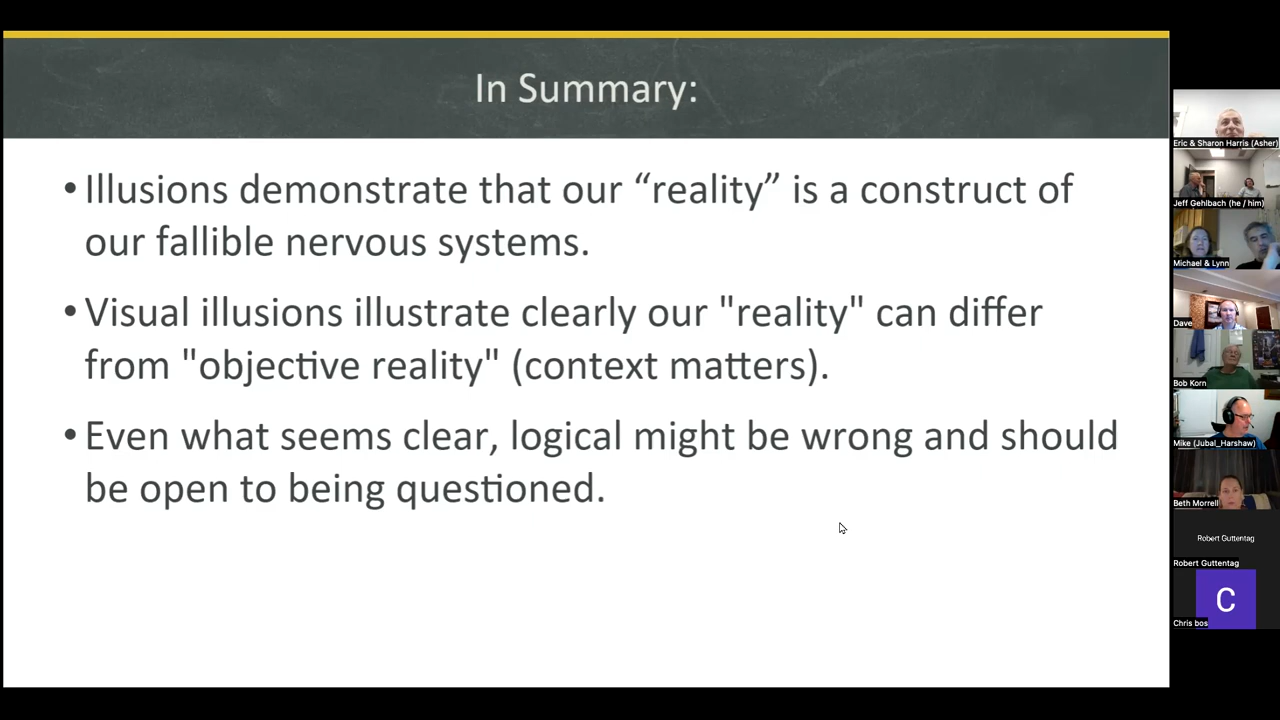 In Summary:
•Illusions demonstrate that our “reality” is a construct of
our fallible nervous systems.
•Visual illusions illustrate clearly our "reality" can differ
from "objective reality" (context matters).
•Even what seems clear, logical might be wrong and should
be open to being questioned.
Eric & Sharon Harris (Asher)
Jeff Gehlbach (he / him)
Michael & Lynn
Dave
Bob Korn
Mike (Jubal_Harshaw)
Beth Morrell
Robert Guttentag
Robert Guttentag
C
Chris bos